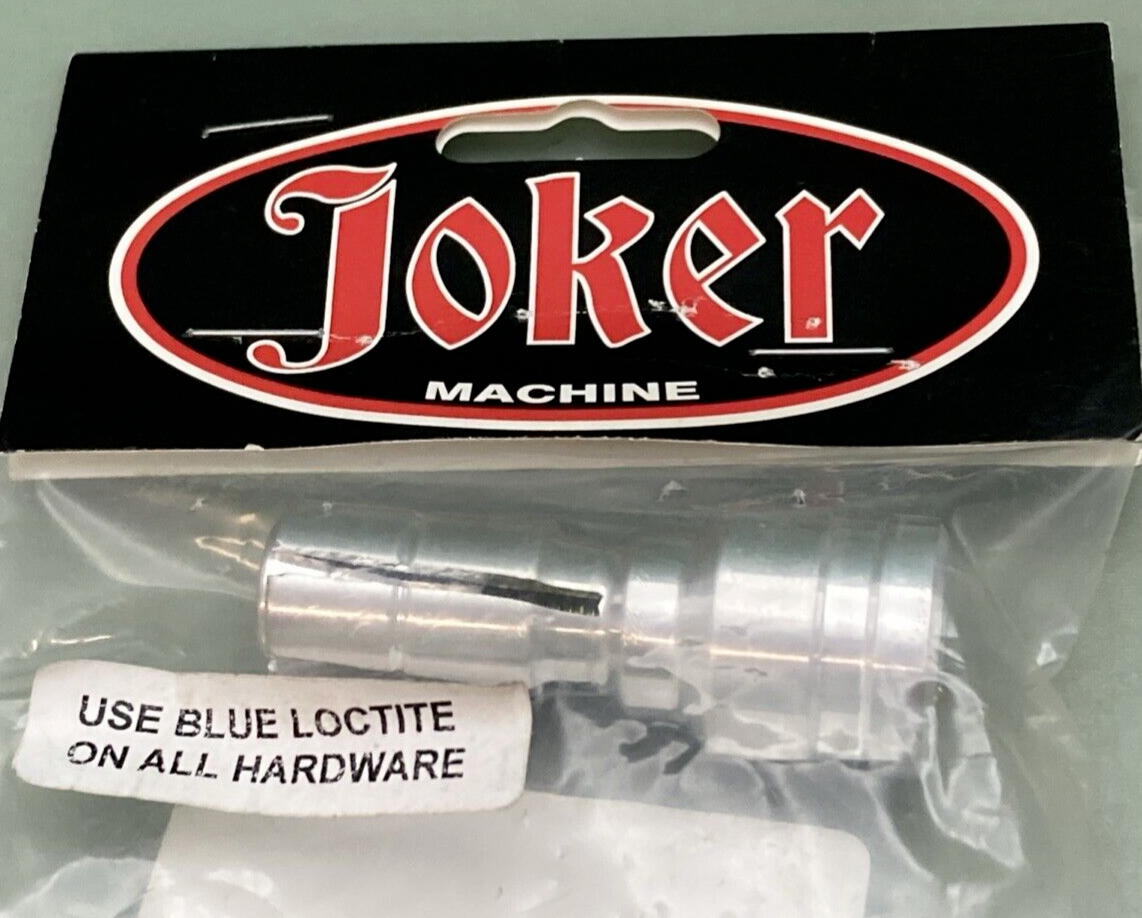 Joker
MACHINE
USE BLUE LOCTITE
ON ALL HARDWARE